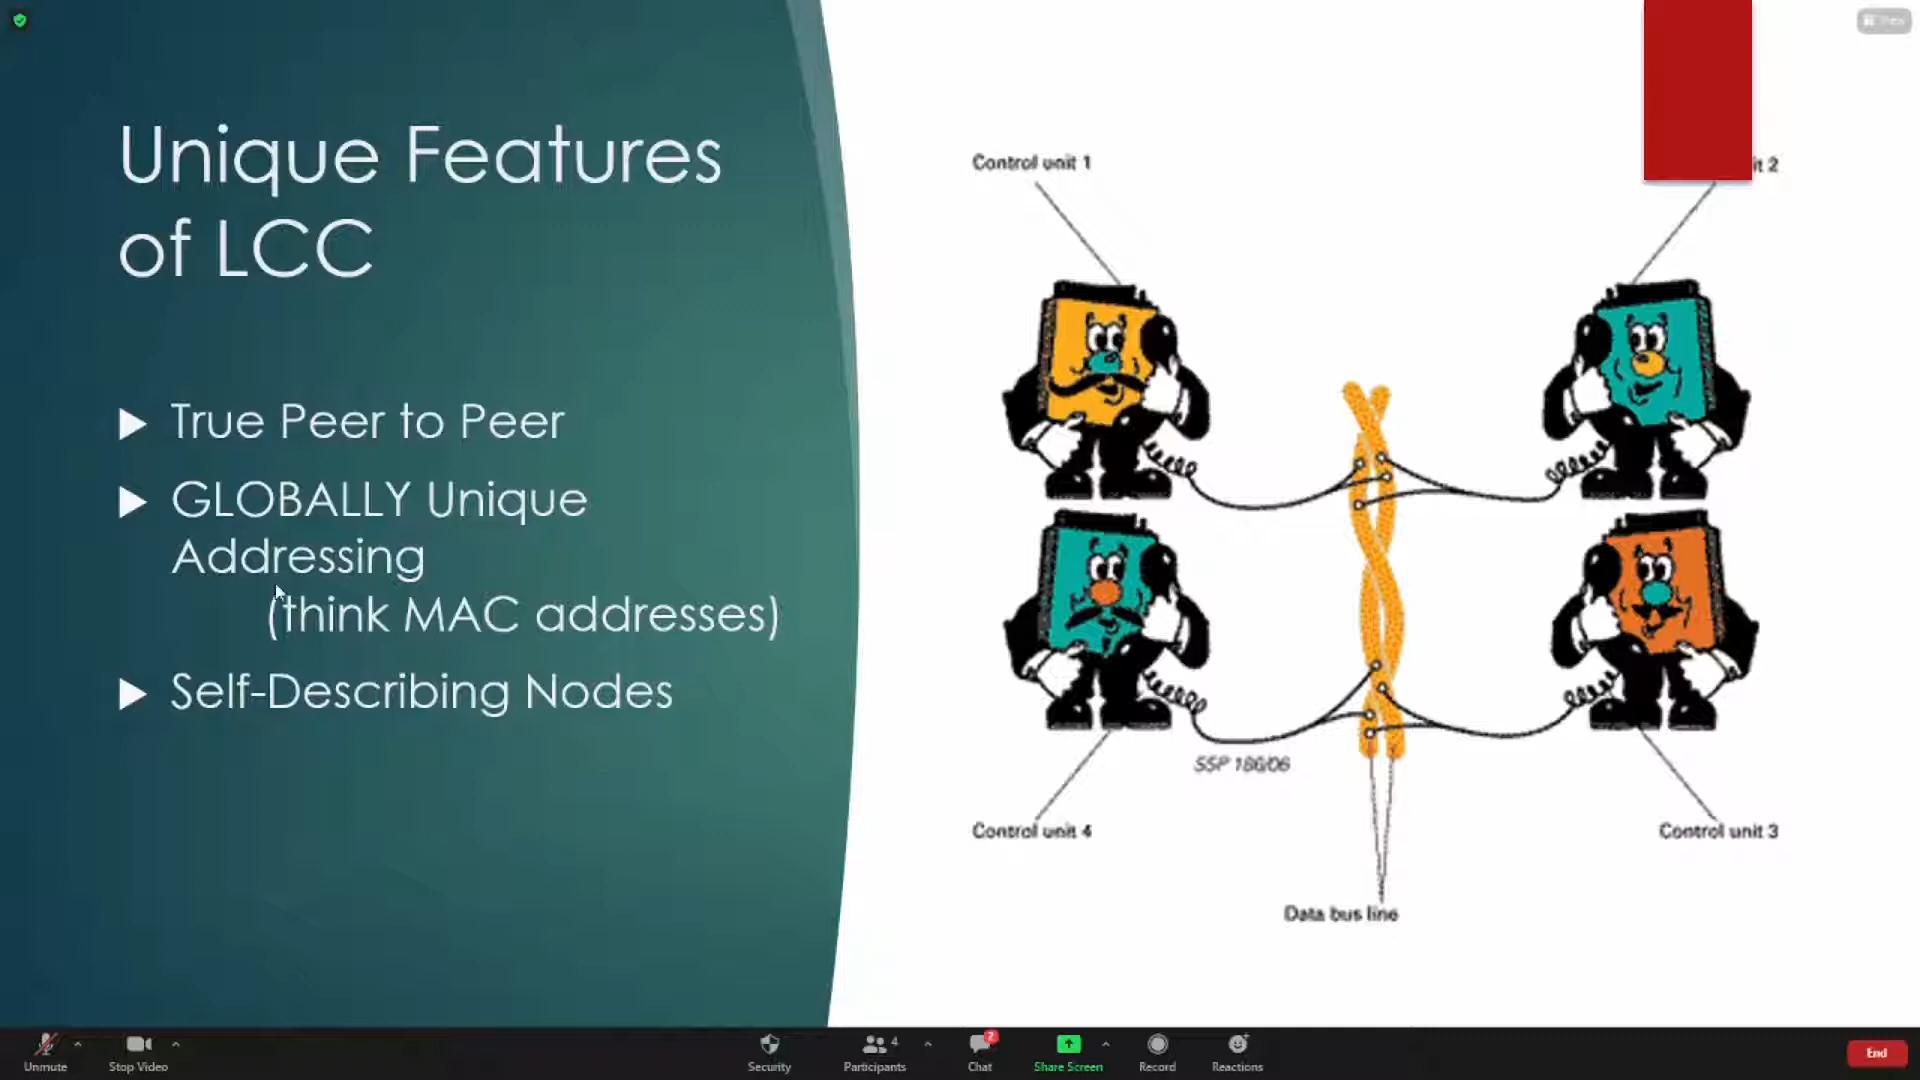 View
Unique Features
of LCC
True Peer to Peer
GLOBALLY Unique
Addressing
(think MAC addresses)
Self-Describing Nodes
Control unit 1
it 2
SSP 186/06
Control unit 4
Control unit 3
Data bus line
Unmute
Stop Video
Security
4
Participants
2
Chat
Share Screen
Record
Reactions
End